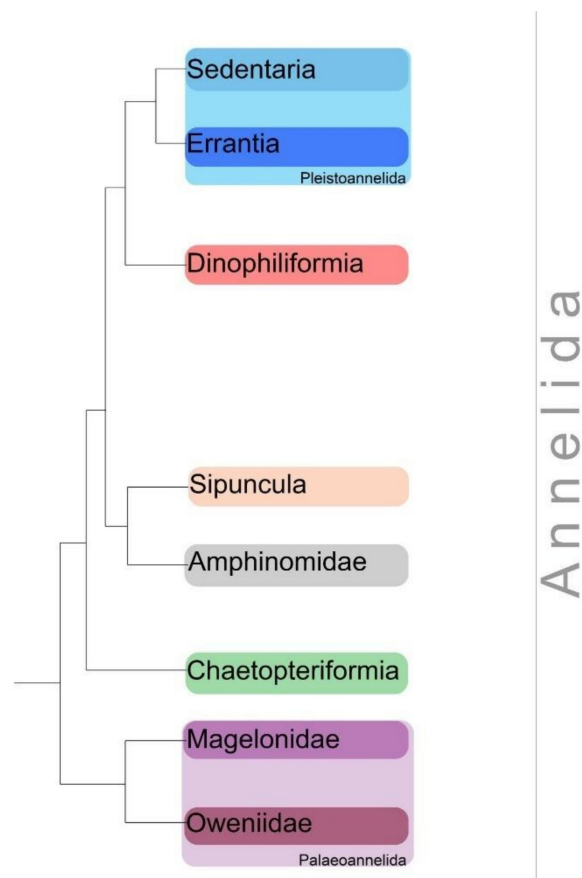 Sedentaria
Errantia
Pleistoannelida
Dinophiliformia
Sipuncula
Amphinomidae
Chaetopteriformia
Magelonidae
Oweniidae
Palaeoannelida
Annelida